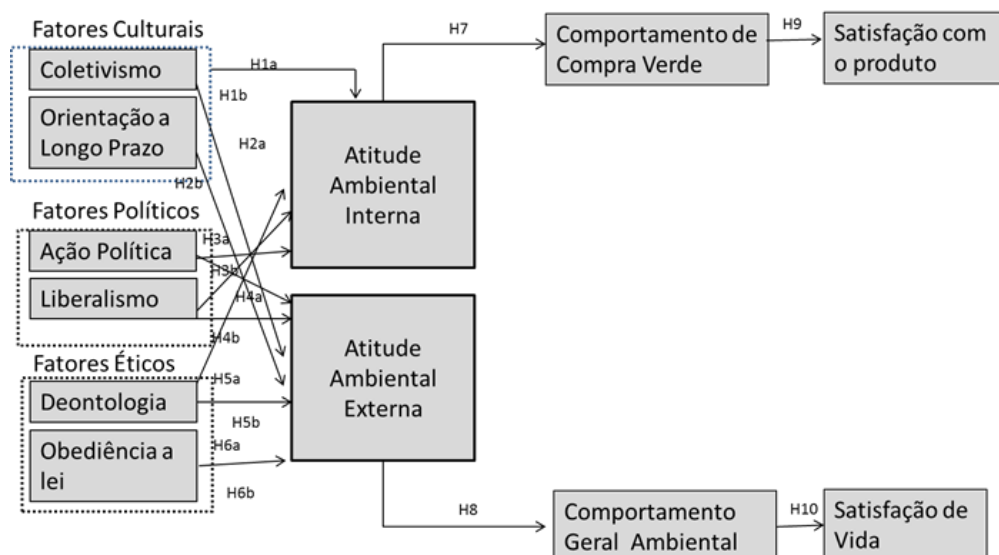 Fatores Culturais
Coletivismo
Orientação a
Longo Prazo
Fatores Políticos
Ação Política
Liberalismo
Fatores Éticos
Deontologia
Obediência a
lei
H1a
H1b
H2a
H2b
H3a
H3b
H4a
H4b
H5a
H5b
H6a
H6b
Atitude
Ambiental
Interna
Atitude
Ambiental
Externa
H7
Comportamento de
Compra Verde
H9
Satisfação com
o produto
H8
Comportamento
Geral Ambiental
H10
Satisfação de
Vida